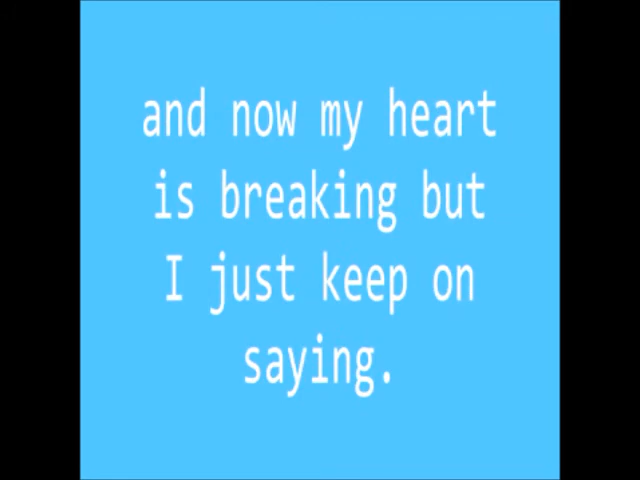 and now my heart
is breaking but
I just keep on
saying.